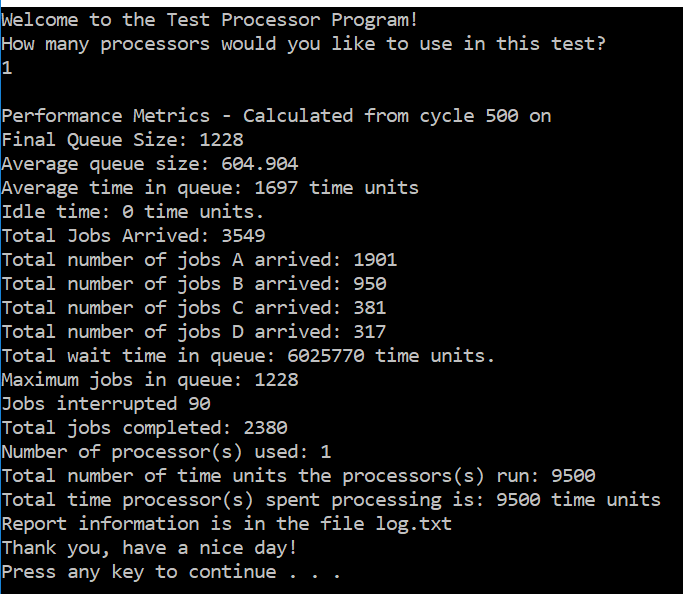 Welcome to the Test Processor Program!
How many processors would you like to use in this test?
1
Performance Metrics - Calculated from cycle 500 on
Final Queue Size: 1228
Average queue size: 604.904
Average time in queue: 1697 time units
Idle time: 0 time units.
Total Jobs Arrived: 3549
Total number of jobs A arrived: 1901
Total number of jobs B arrived: 950
Total number of jobs C arrived: 381
Total number of jobs D arrived: 317
Total wait time in queue: 6025770 time units.
Maximum jobs in queue: 1228
Jobs interrupted 90
Total jobs completed: 2380
Number of processor(s) used: 1
Total number of time units the processors(s) run: 9500
Total time processor(s) spent processing is: 9500 time units
Report information is in the file log.txt
Thank you, have a nice day!
Press any key to continue . . .